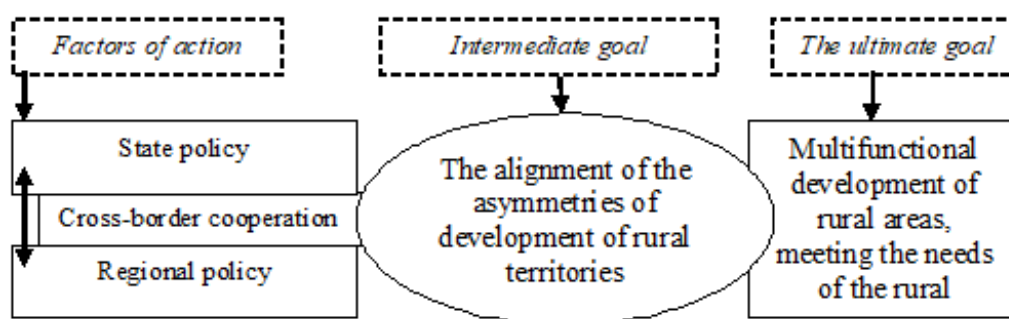 Factors of action
Intermediate goal
The ultimate goal
State policy
Cross-border cooperation
Regional policy
The alignment of the
asymmetries of
development of rural
territories
Multifunctional
development of
rural areas,
meeting the needs
of the rural